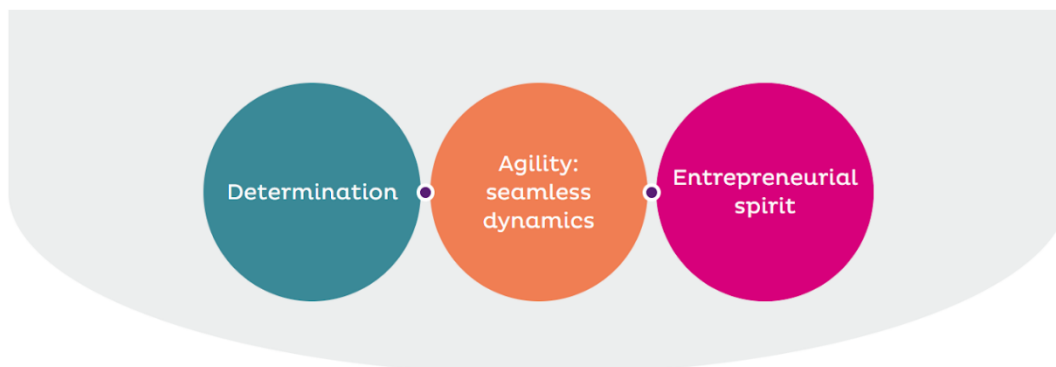 Determination
Agility:
seamless
dynamics
Entrepreneurial
spirit